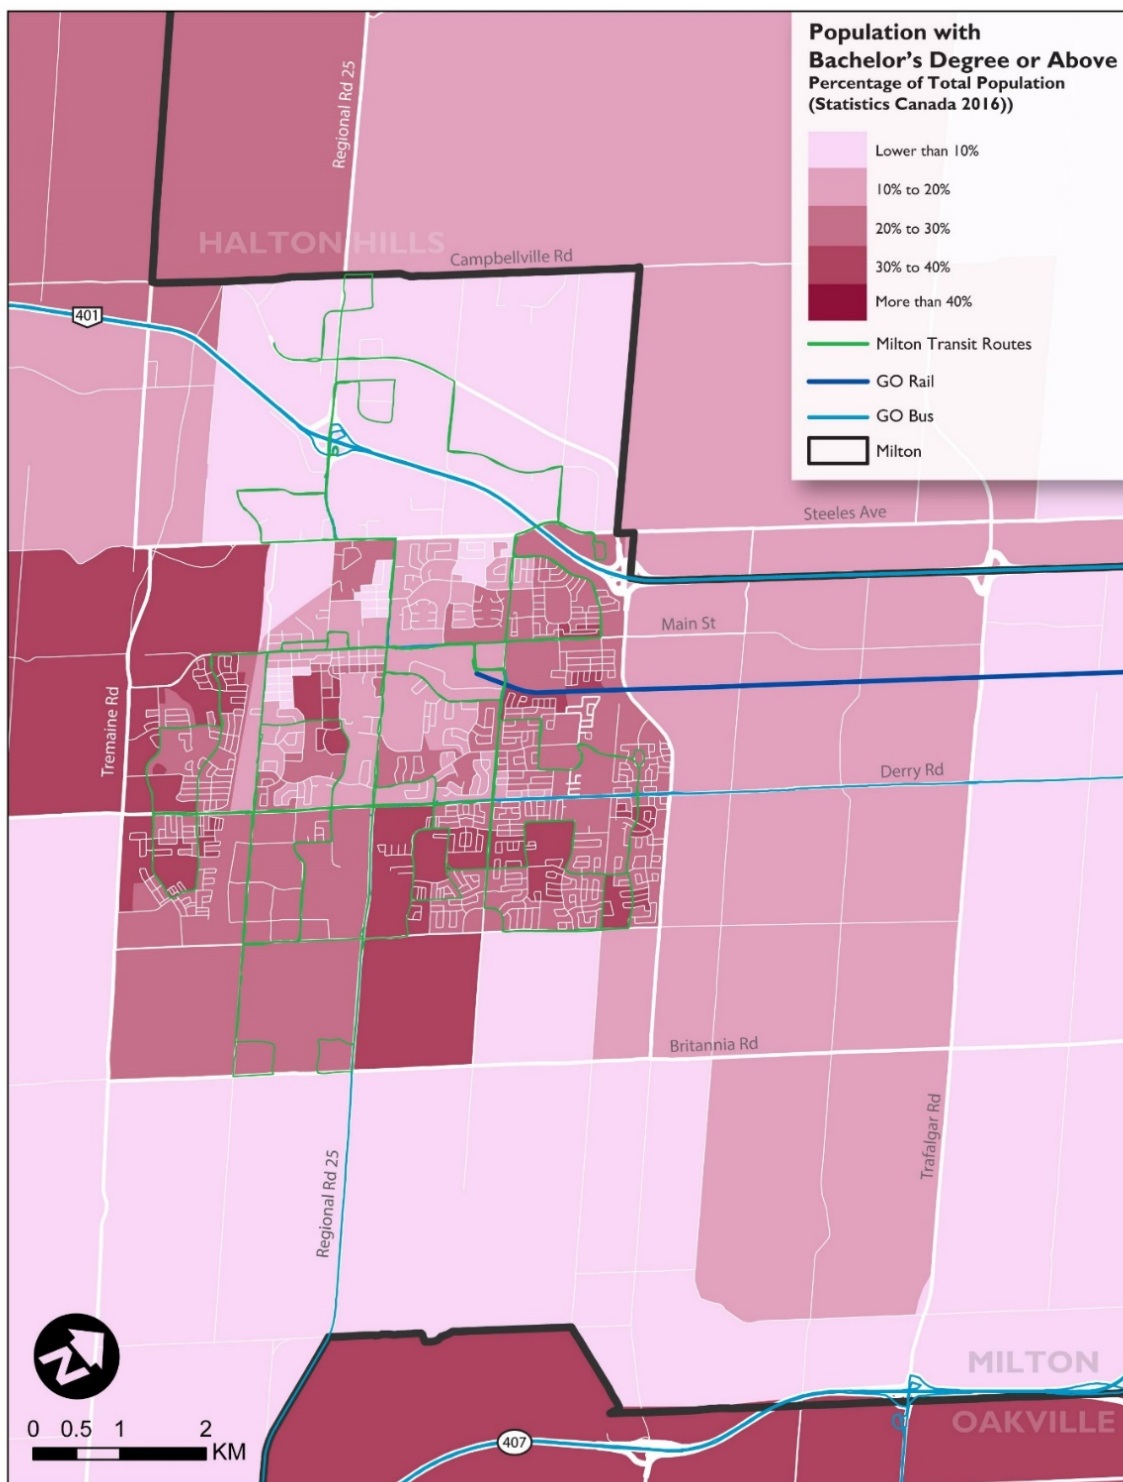 Population with
Bachelor's Degree or Above
Percentage of Total Population
(Statistics Canada 2016))
Lower than 10%
10% to 20%
20% to 30%
30% to 40%
More than 40%
Milton Transit Routes
GO Rail
GO Bus
Milton
Regional Rd 25
HALTON HILLS
Campbellville Rd
401
Steeles Ave
Main St
Tremaine Rd
Derry Rd
Britannia Rd
Trafalgar Rd
Regional Rd 25
N
MILTON
OAKVILLE
407
0 0.5 1 2
KM